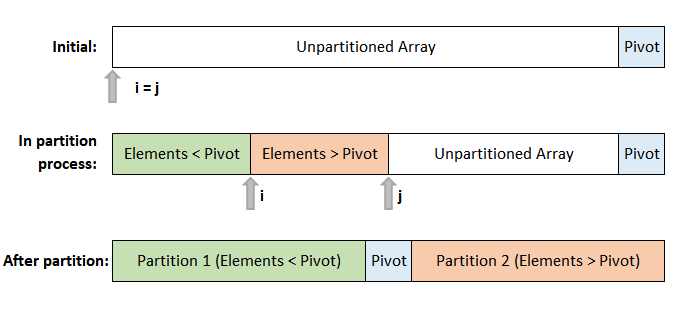 Initial:
Unpartitioned Array
Pivot
i = j
In partition
process:
Elements < Pivot
Elements > Pivot
Unpartitioned Array
Pivot
i
j
After partition:
Partition 1 (Elements < Pivot)
Pivot
Partition 2 (Elements > Pivot)